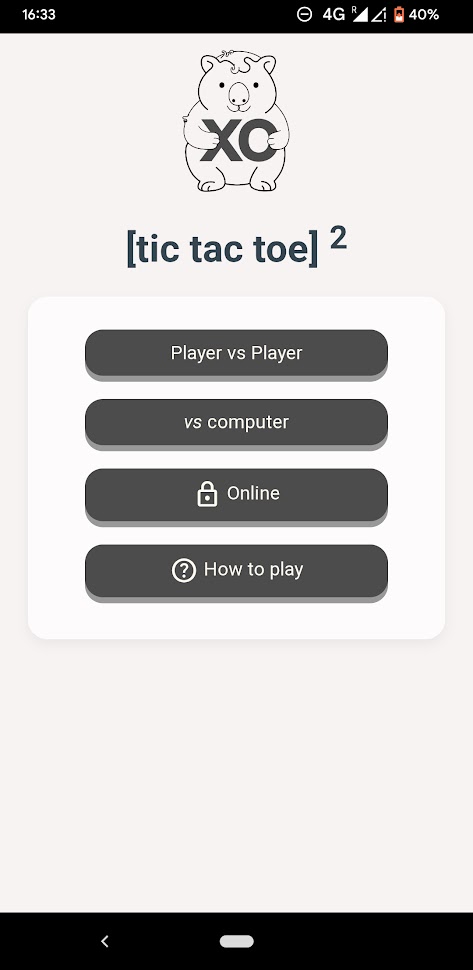 16:33 4G R 40%
XO
[tic tac toe] 2
Player vs Player
vs computer
Online
How to play